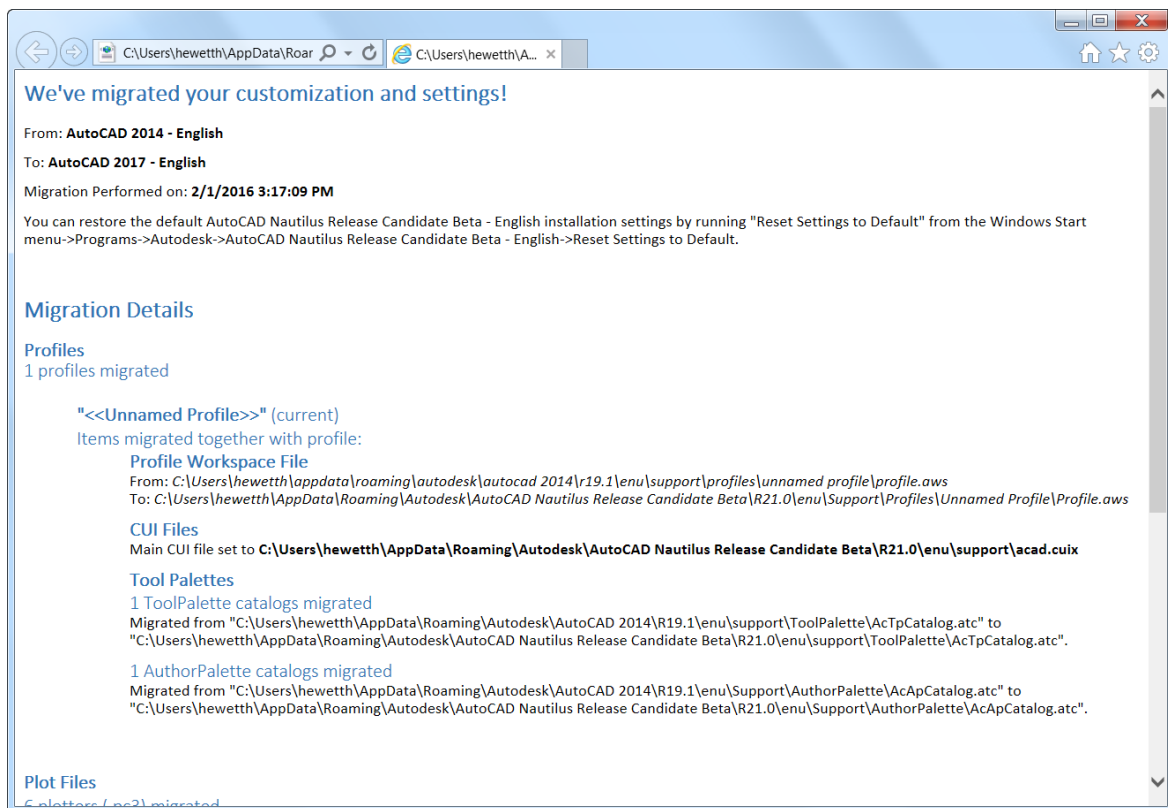 C:\Users\hewetth\AppData\Roar
C:\Users\hewetth\A...
We've migrated your customization and settings!
From: AutoCAD 2014 - English
To: AutoCAD 2017 - English
Migration Performed on: 2/1/2016 3:17:09 PM
You can restore the default AutoCAD Nautilus Release Candidate Beta - English installation settings by running "Reset Settings to Default" from the Windows Start
menu->Programs->Autodesk->AutoCAD Nautilus Release Candidate Beta - English->Reset Settings to Default.
Migration Details
Profiles
1 profiles migrated
"<<Unnamed Profile>>" (current)
Items migrated together with profile:
Profile Workspace File
From: C:\Users\hewetth\appdata\roaming\autodesk\autocad 2014\r19.1\enu\support\profiles\unnamed profile\profile.aws
To: C:\Users\hewetth\AppData\Roaming\Autodesk\AutoCAD Nautilus Release Candidate Beta\R21.0\enu\Support\Profiles\Unnamed Profile\Profile.aws
CUI Files
Main CUI file set to C:\Users\hewetth\AppData\Roaming\Autodesk\AutoCAD Nautilus Release Candidate Beta\R21.0\enu\support\acad.cuix
Tool Palettes
1 ToolPalette catalogs migrated
Migrated from "C:\Users\hewetth\AppData\Roaming\Autodesk\AutoCAD 2014\R19.1\enu\support\ToolPalette\AcTpCatalog.atc" to
"C:\Users\hewetth\AppData\Roaming\Autodesk\AutoCAD Nautilus Release Candidate Beta\R21.0\enu\support\ToolPalette\AcTpCatalog.atc".
1 AuthorPalette catalogs migrated
Migrated from "C:\Users\hewetth\AppData\Roaming\Autodesk\AutoCAD 2014\R19.1\enu\Support\AuthorPalette\AcApCatalog.atc" to
"C:\Users\hewetth\AppData\Roaming\Autodesk\AutoCAD Nautilus Release Candidate Beta\R21.0\enu\Support\AuthorPalette\AcApCatalog.atc".
Plot Files
6 plotters (.pc3) migrated